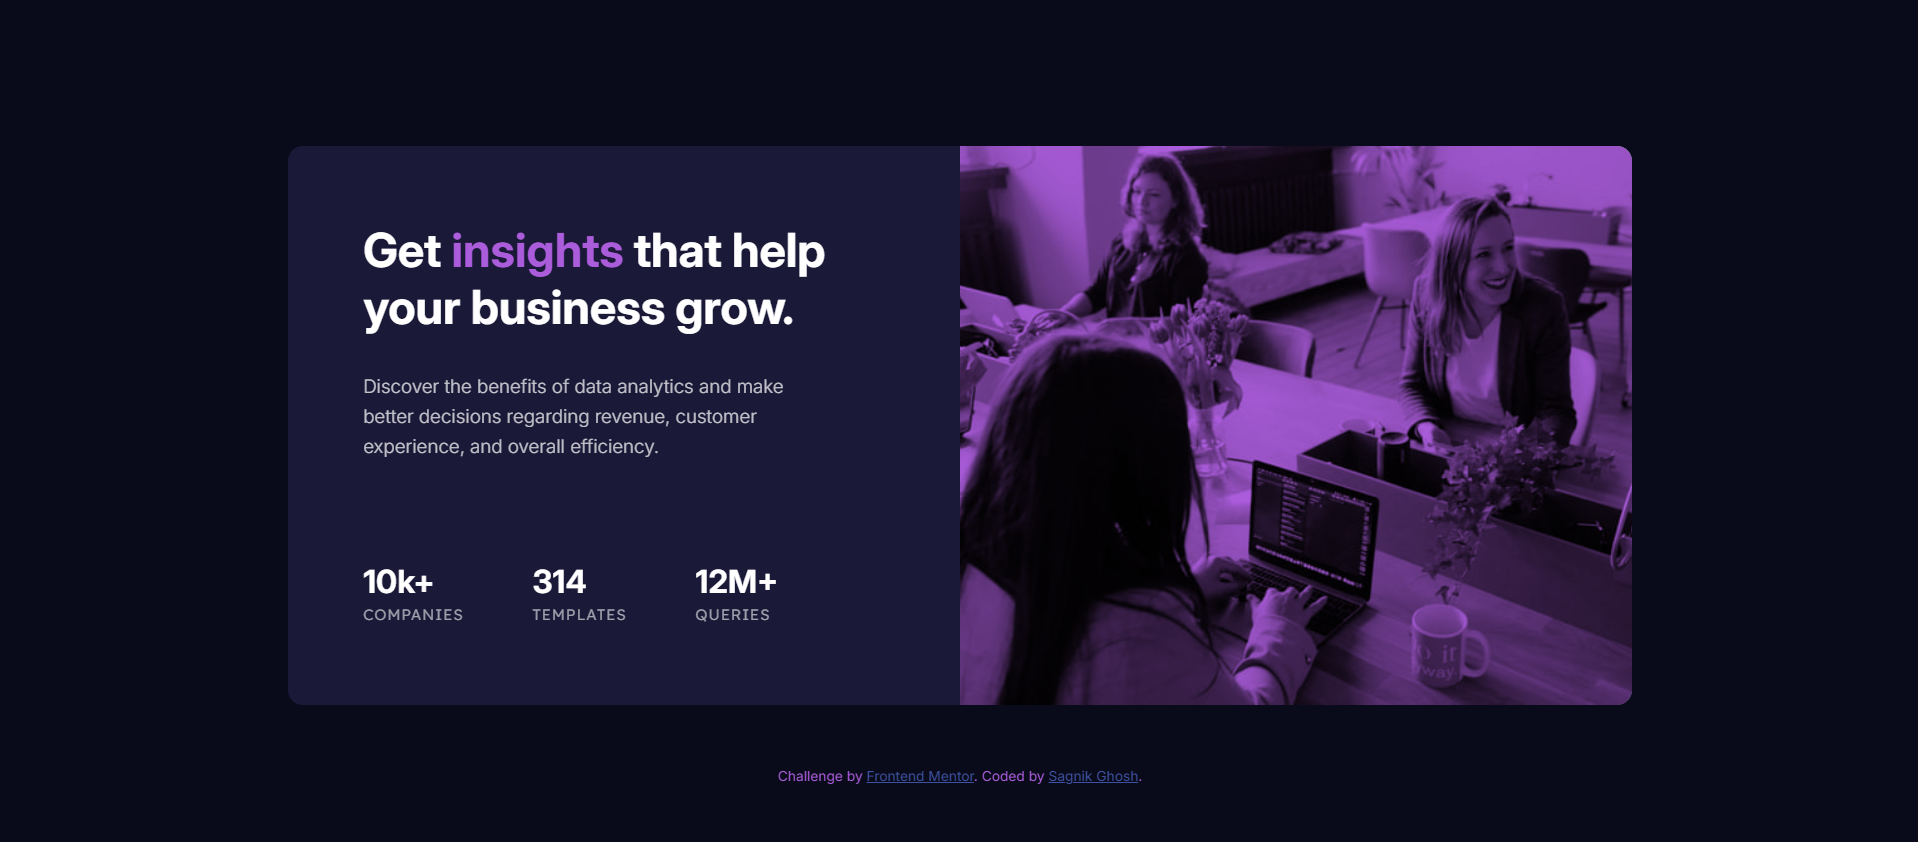 Get insights that help
your business grow.
Discover the benefits of data analytics and make
better decisions regarding revenue, customer
experience, and overall efficiency.
10k+ 314 12M+
COMPANIES TEMPLATES QUERIES
way.
Challenge by Frontend Mentor. Coded by Sagnik Ghosh.